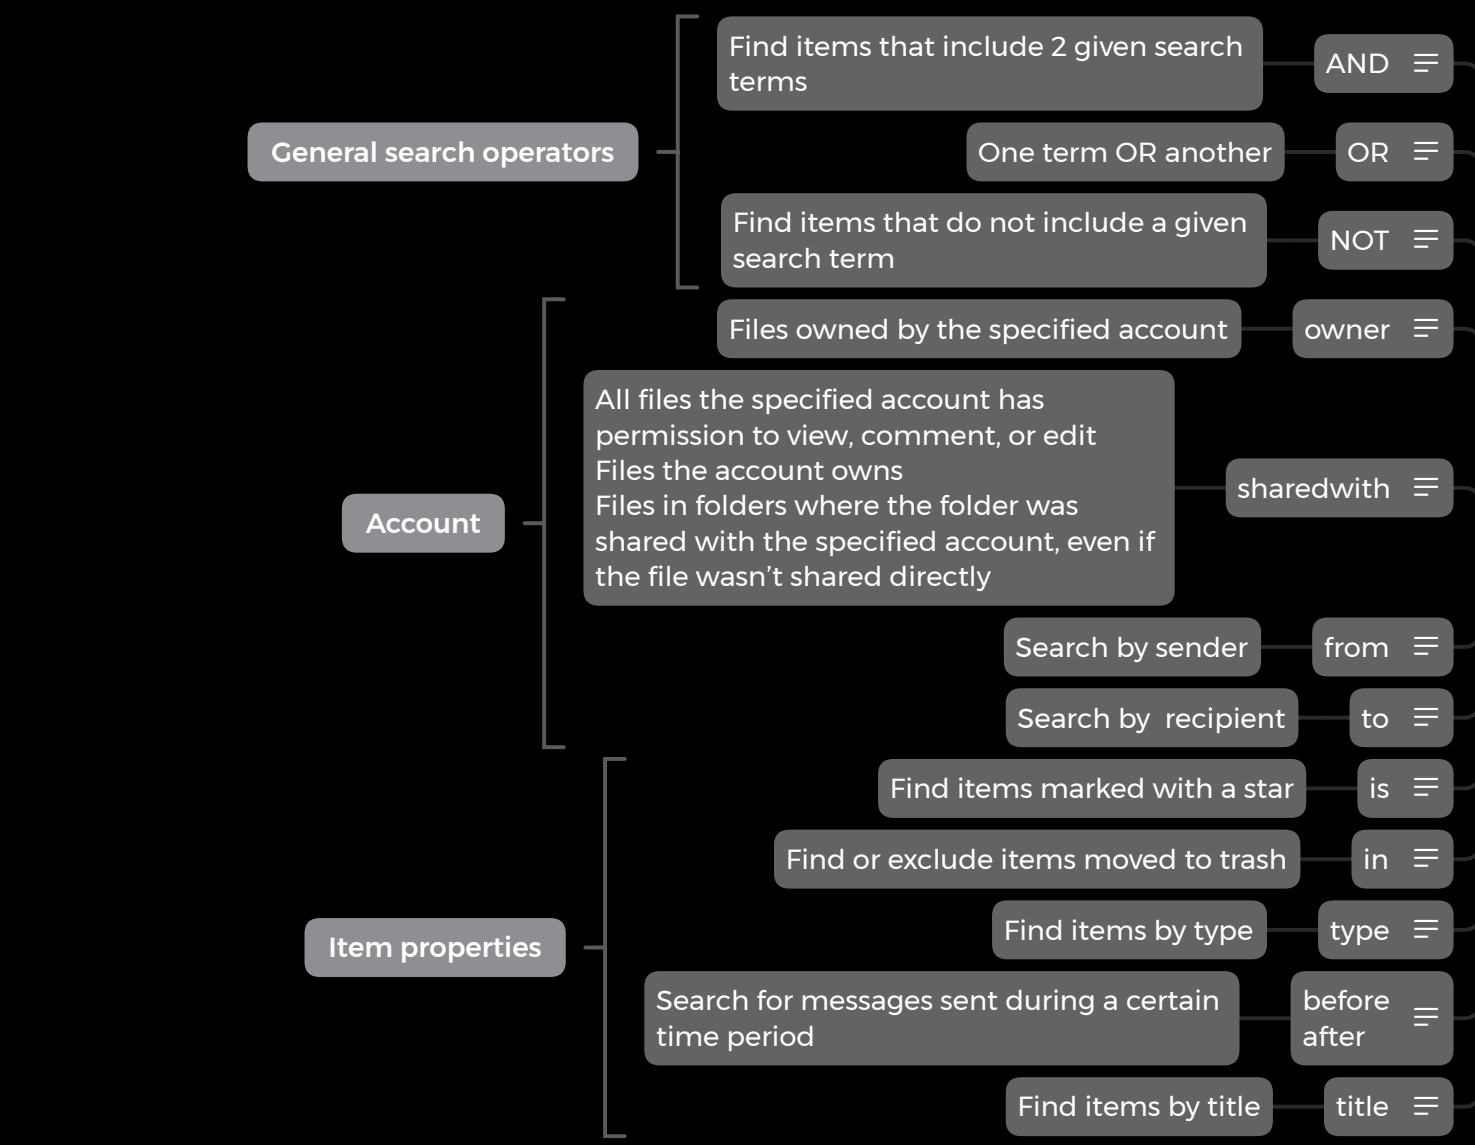 General search operators
Find items that include 2 given search
terms
AND
One term OR another
OR
Find items that do not include a given
search term
NOT
Account
Files owned by the specified account
owner
All files the specified account has
permission to view, comment, or edit
Files the account owns
Files in folders where the folder was
shared with the specified account, even if
the file wasn’t shared directly
sharedwith
Search by sender
from
Search by  recipient
to
Item properties
Find items marked with a star
is
Find or exclude items moved to trash
in
Find items by type
type
Search for messages sent during a certain
time period
before
after
Find items by title
title